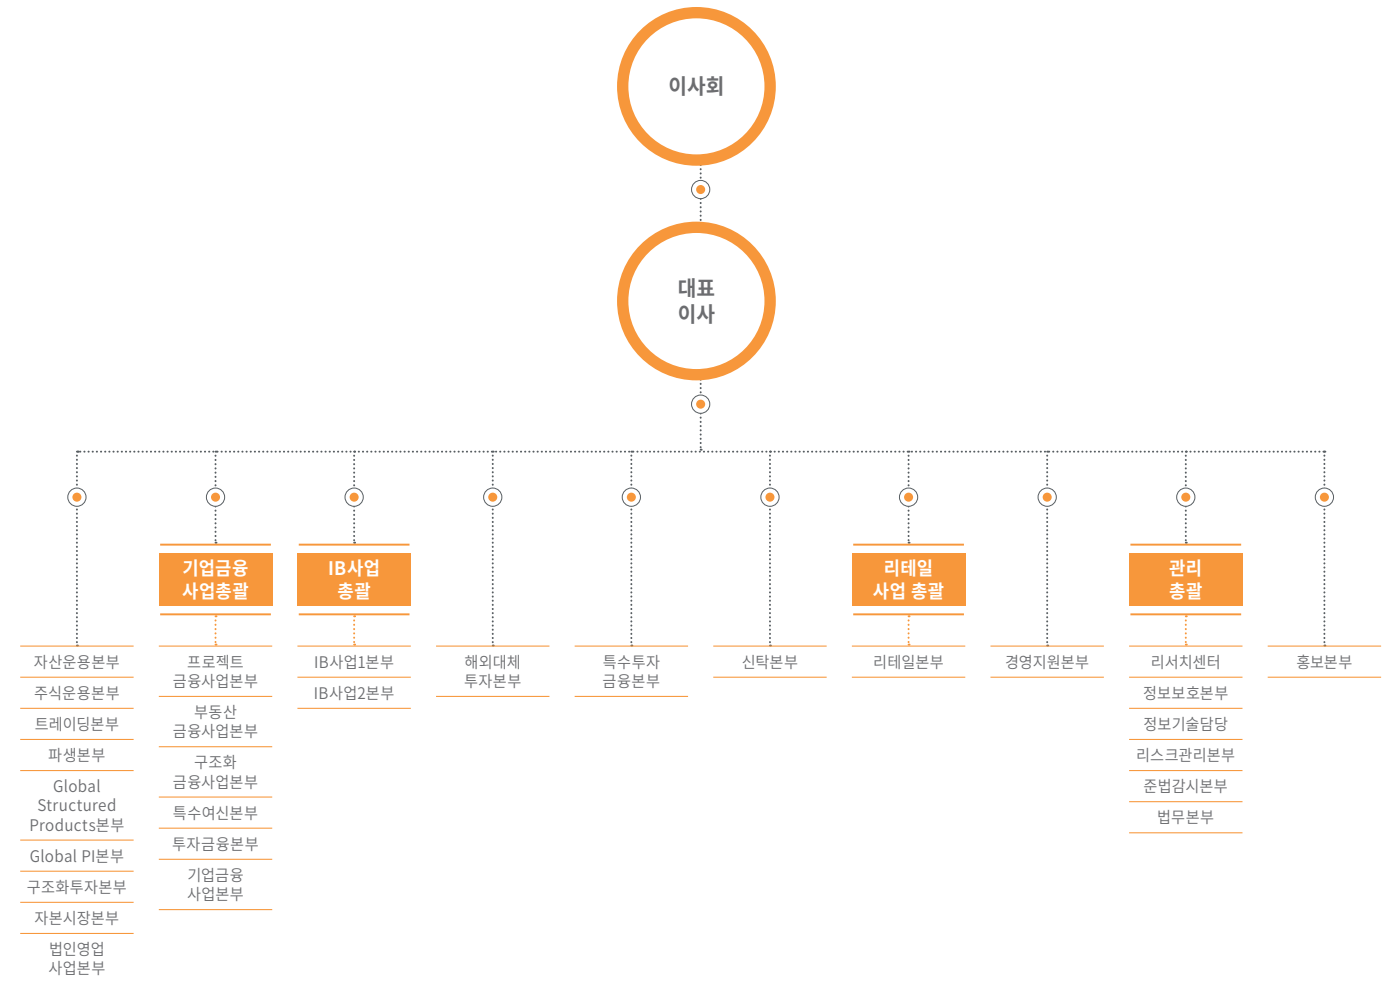 이사회
대표
이사
기업금융
사업총괄
IB사업
총괄
리테일
사업 총괄
관리
총괄
자산운용본부
주식운용본부
트레이딩본부
파생본부
Global
Structured
Products본부
Global PI본부
구조화투자본부
자본시장본부
법인영업
사업본부
프로젝트
금융사업본부
부동산
금융사업본부
구조화
금융사업본부
특수여신본부
투자금융본부
기업금융
사업본부
IB사업1본부
IB사업2본부
해외대체
투자본부
특수투자
금융본부
신탁본부
리테일본부
경영지원본부
리서치센터
정보보호본부
정보기술담당
리스크관리본부
준법감시본부
법무본부
홍보본부